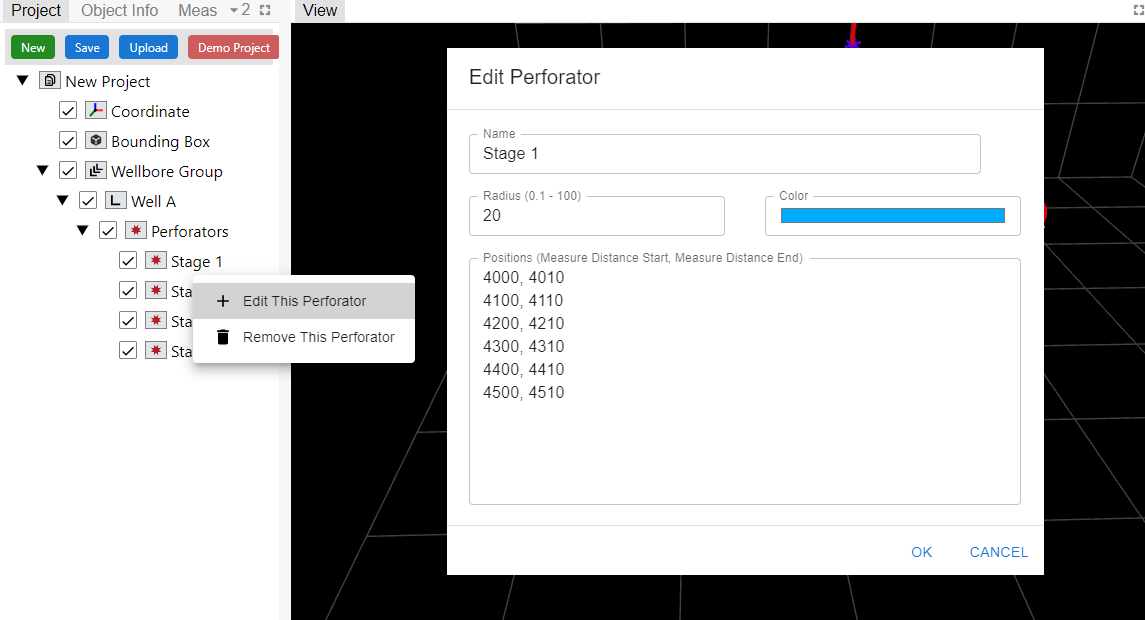 Project Object Info Meas 2
View
New Save Upload Demo Project
New Project
Coordinate
Bounding Box
Wellbore Group
Well A
Perforators
Stage 1
Sta
Sta
Sta
Edit This Perforator
Remove This Perforator
Edit Perforator
Name
Stage 1
Radius (0.1 - 100)
20
Color
Positions (Measure Distance Start, Measure Distance End)
4000, 4010
4100, 4110
4200, 4210
4300, 4310
4400, 4410
4500, 4510
OK CANCEL